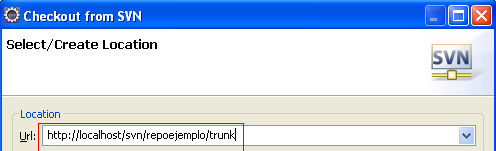 Checkout from SVN
Select/Create Location
SVN
Location
Url: http://localhost/svn/repoejemplo/trunk